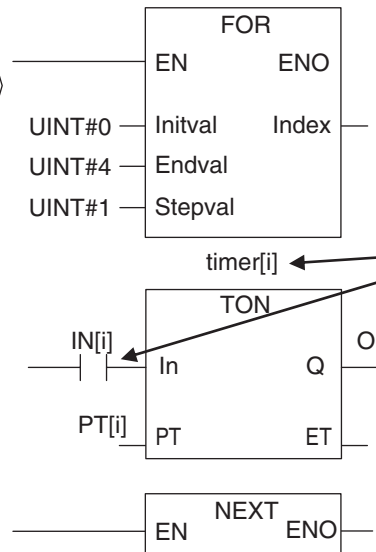 FOR
EN ENO
UINT#0 Initval Index
UINT#4 Endval
UINT#1 Stepval
timer[i]
TON
IN[i]
In Q O
PT[i]
PT ET
NEXT
EN ENO